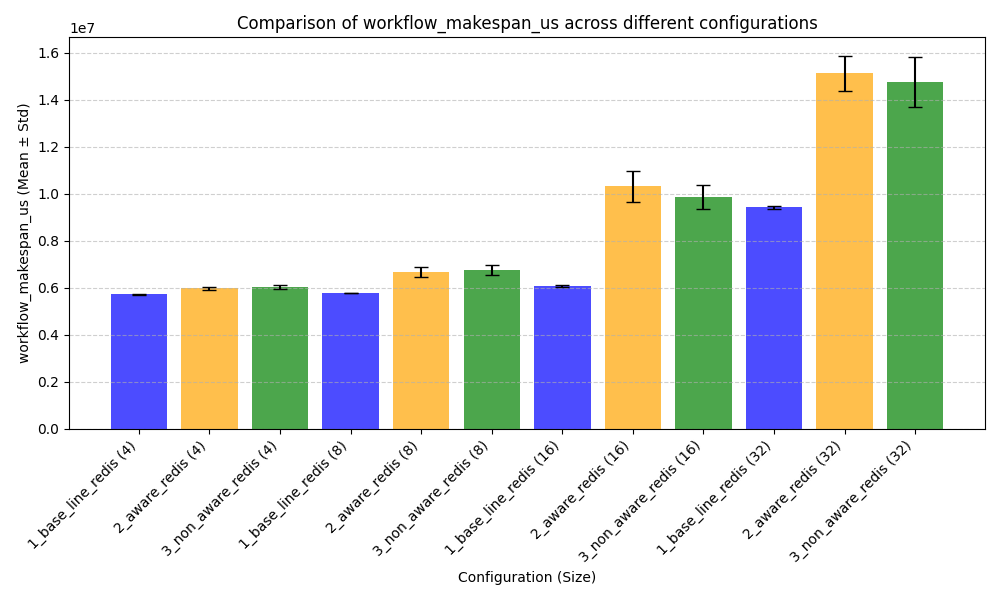 Comparison of workflow_makespan_us across different configurations
1e7
1.6
1.4
1.2
1.0
0.8
0.6
0.4
0.2
0.0
workflow_makespan_us (Mean ± Std)
1_base_line_redis (4)
2_aware_redis (4)
3_non_aware_redis (4)
1_base_line_redis (8)
2_aware_redis (8)
3_non_aware_redis (8)
1_base_line_redis (16)
2_aware_redis (16)
3_non_aware_redis (16)
1_base_line_redis (32)
2_aware_redis (32)
3_non_aware_redis (32)
Configuration (Size)